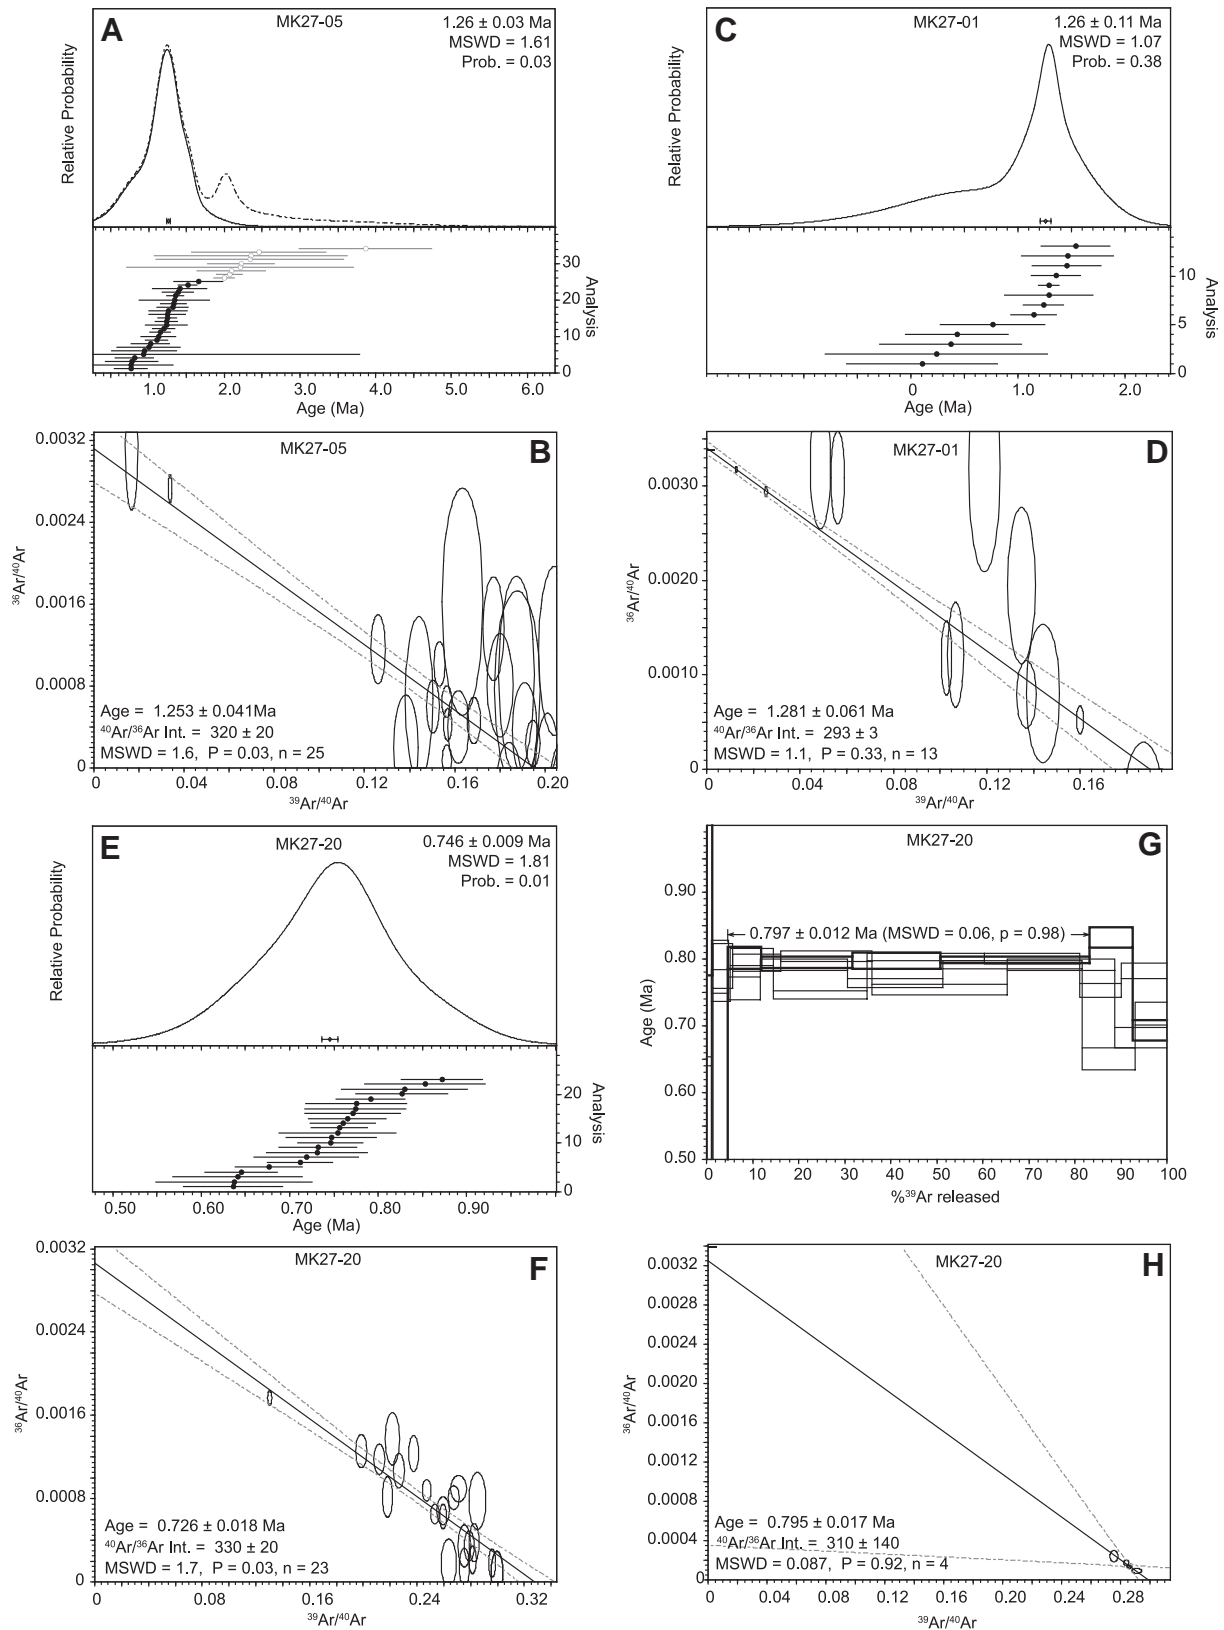 A
MK27-05
1.26 ± 0.03 Ma
MSWD = 1.61
Prob. = 0.03
Relative Probability
30
20
10
0
Analysis
1.0 2.0 3.0 4.0 5.0 6.0
Age (Ma)
C
MK27-01
1.26 ± 0.11 Ma
MSWD = 1.07
Prob. = 0.38
Relative Probability
10
5
0
Analysis
0 1.0 2.0
Age (Ma)
B
MK27-05
0.0032
0.0024
0.0016
0.0008
0
³⁶Ar/⁴⁰Ar
Age = 1.253 ± 0.041Ma
⁴⁰Ar/³⁶Ar Int. = 320 ± 20
MSWD = 1.6, P = 0.03, n = 25
0 0.04 0.08 0.12 0.16 0.20
³⁹Ar/⁴⁰Ar
D
MK27-01
0.0030
0.0020
0.0010
0
³⁶Ar/⁴⁰Ar
Age = 1.281 ± 0.061 Ma
⁴⁰Ar/³⁶Ar Int. = 293 ± 3
MSWD = 1.1, P = 0.33, n = 13
0 0.04 0.08 0.12 0.16
³⁹Ar/⁴⁰Ar
E
MK27-20
0.746 ± 0.009 Ma
MSWD = 1.81
Prob. = 0.01
Relative Probability
20
10
0
Analysis
0.50 0.60 0.70 0.80 0.90
Age (Ma)
G
MK27-20
0.90
0.80
0.70
0.60
0.50
Age (Ma)
0.797 ± 0.012 Ma (MSWD = 0.06, p = 0.98)
0 10 20 30 40 50 60 70 80 90 100
%³⁹Ar released
F
MK27-20
0.0032
0.0024
0.0016
0.0008
0
³⁶Ar/⁴⁰Ar
Age = 0.726 ± 0.018 Ma
⁴⁰Ar/³⁶Ar Int. = 330 ± 20
MSWD = 1.7, P = 0.03, n = 23
0 0.08 0.16 0.24 0.32
³⁹Ar/⁴⁰Ar
H
MK27-20
0.0032
0.0028
0.0024
0.0020
0.0016
0.0012
0.0008
0.0004
0
³⁶Ar/⁴⁰Ar
Age = 0.795 ± 0.017 Ma
⁴⁰Ar/³⁶Ar Int. = 310 ± 140
MSWD = 0.087, P = 0.92, n = 4
0 0.04 0.08 0.12 0.16 0.20 0.24 0.28
³⁹Ar/⁴⁰Ar